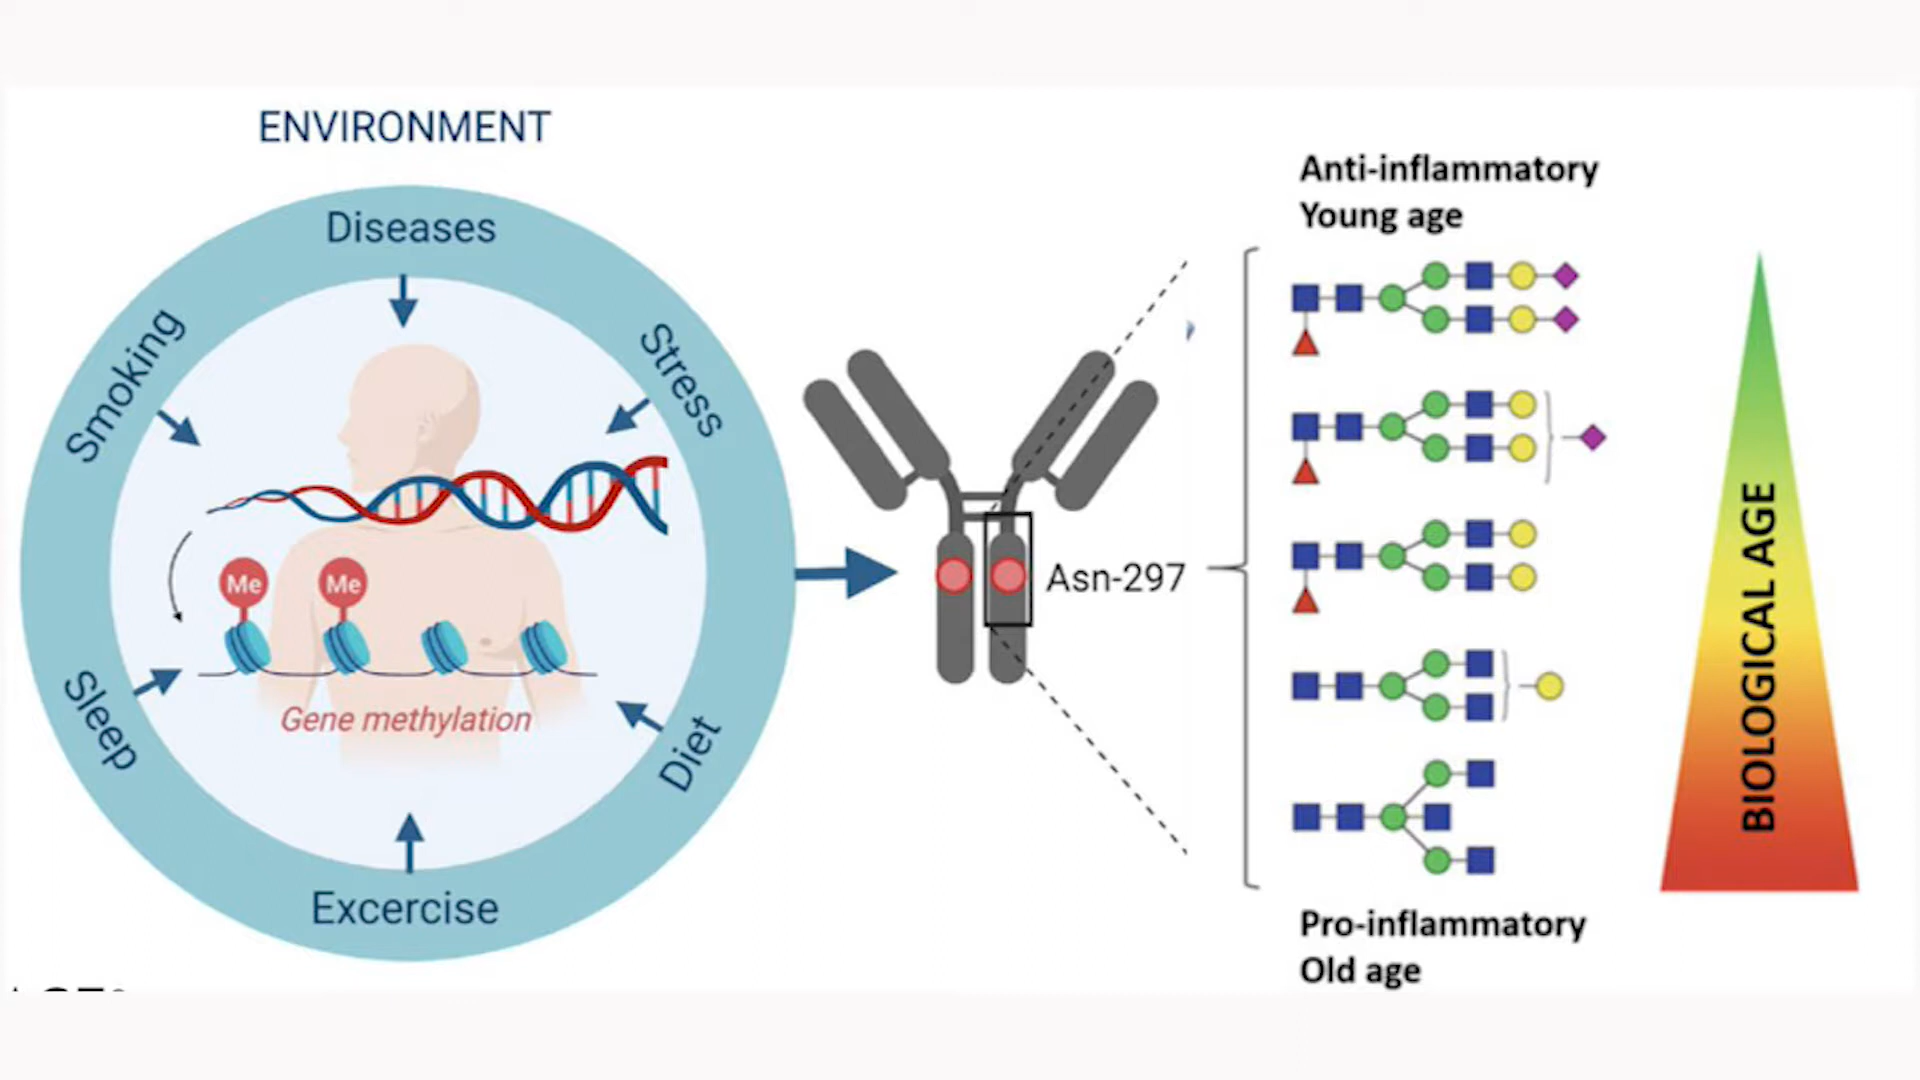 ENVIRONMENT
Diseases
Smoking
Stress
Me
Me
Gene methylation
Sleep
Diet
Excercise
Asn-297
Anti-inflammatory
Young age
BIOLOGICAL AGE
Pro-inflammatory
Old age